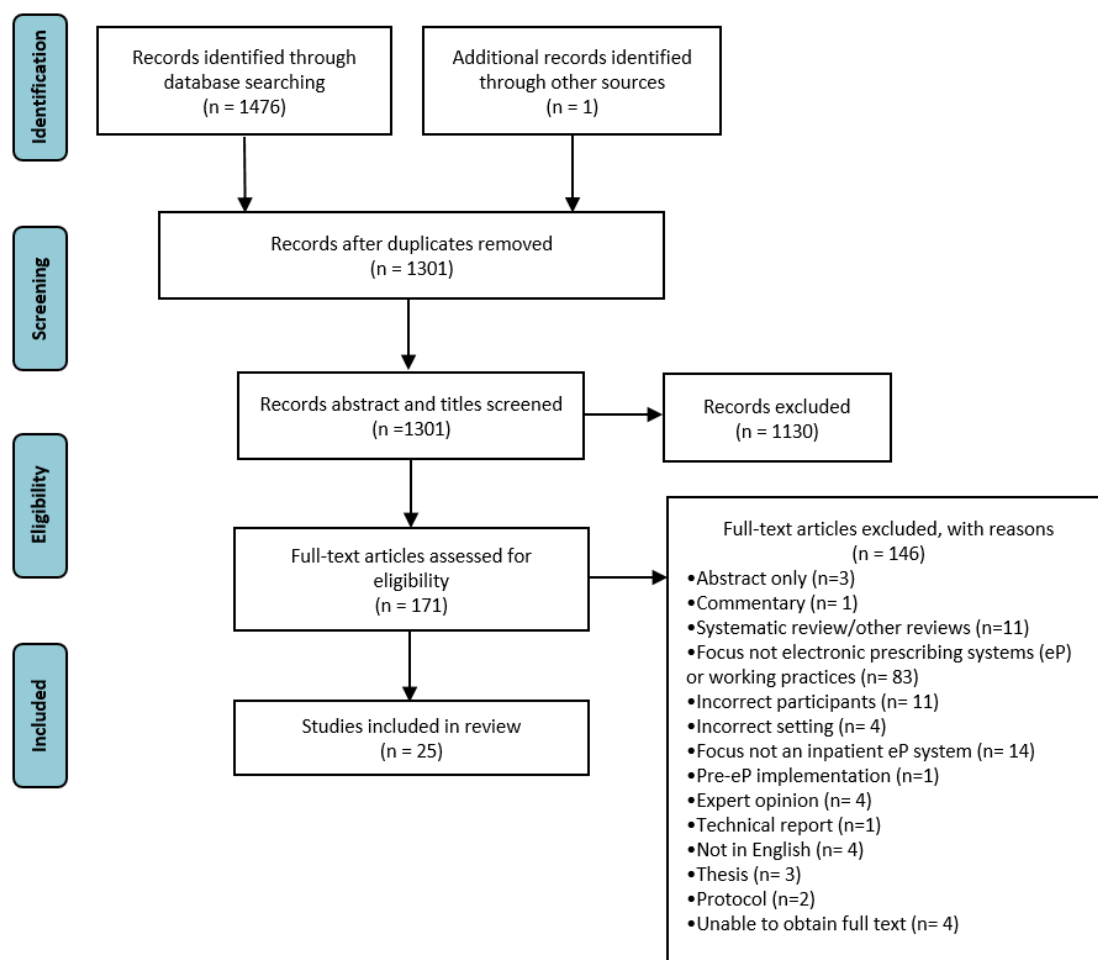 Identification
Records identified through
database searching
(n = 1476)
Additional records identified
through other sources
(n = 1)
Screening
Records after duplicates removed
(n = 1301)
Records abstract and titles screened
(n =1301)
Records excluded
(n = 1130)
Eligibility
Full-text articles assessed for
eligibility
(n = 171)
Full-text articles excluded, with reasons
(n = 146)
•Abstract only (n=3)
•Commentary (n= 1)
•Systematic review/other reviews (n=11)
•Focus not electronic prescribing systems (eP)
or working practices (n= 83)
•Incorrect participants (n= 11)
•Incorrect setting (n= 4)
•Focus not an inpatient eP system (n= 14)
•Pre-eP implementation (n=1)
•Expert opinion (n= 4)
•Technical report (n=1)
•Not in English (n= 4)
•Thesis (n= 3)
•Protocol (n=2)
•Unable to obtain full text (n= 4)
Included
Studies included in review
(n = 25)